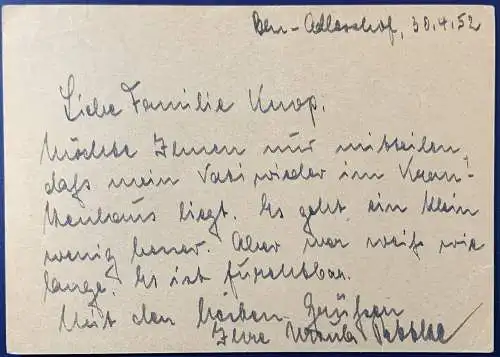 Bln-Adlershof, 30.4.52
Liebe Familie Knop.
Möchte Ihnen nur mitteilen,
daß mein Vati wieder im Kran-
kenhaus liegt. Es geht ein klein
wenig besser. Aber wer weiß wie
lange. Es ist furchtbar.
Mit den besten Grüßen
Ihre Ursula